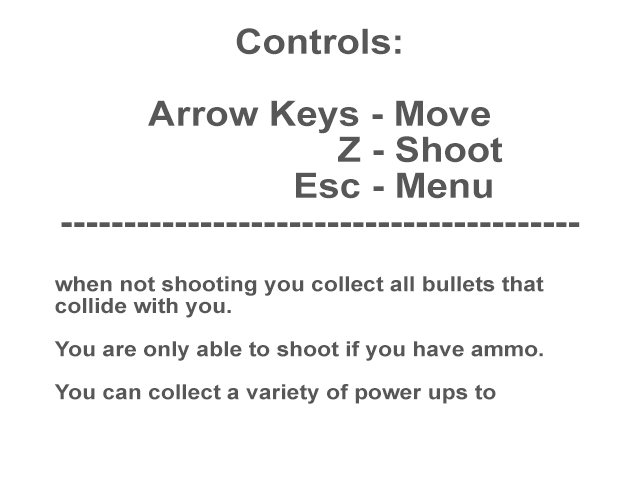 Controls:
Arrow Keys - Move
Z - Shoot
Esc - Menu
-----------------------------------------
when not shooting you collect all bullets that
collide with you.
You are only able to shoot if you have ammo.
You can collect a variety of power ups to